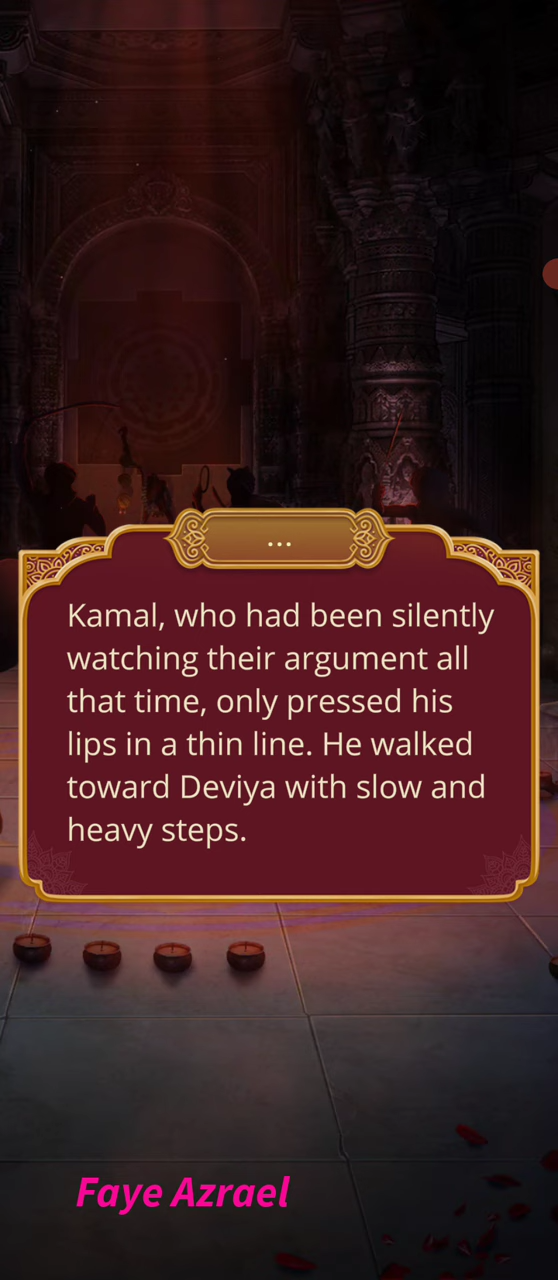 ...
Kamal, who had been silently
watching their argument all
that time, only pressed his
lips in a thin line. He walked
toward Deviya with slow and
heavy steps.
Faye Azrael